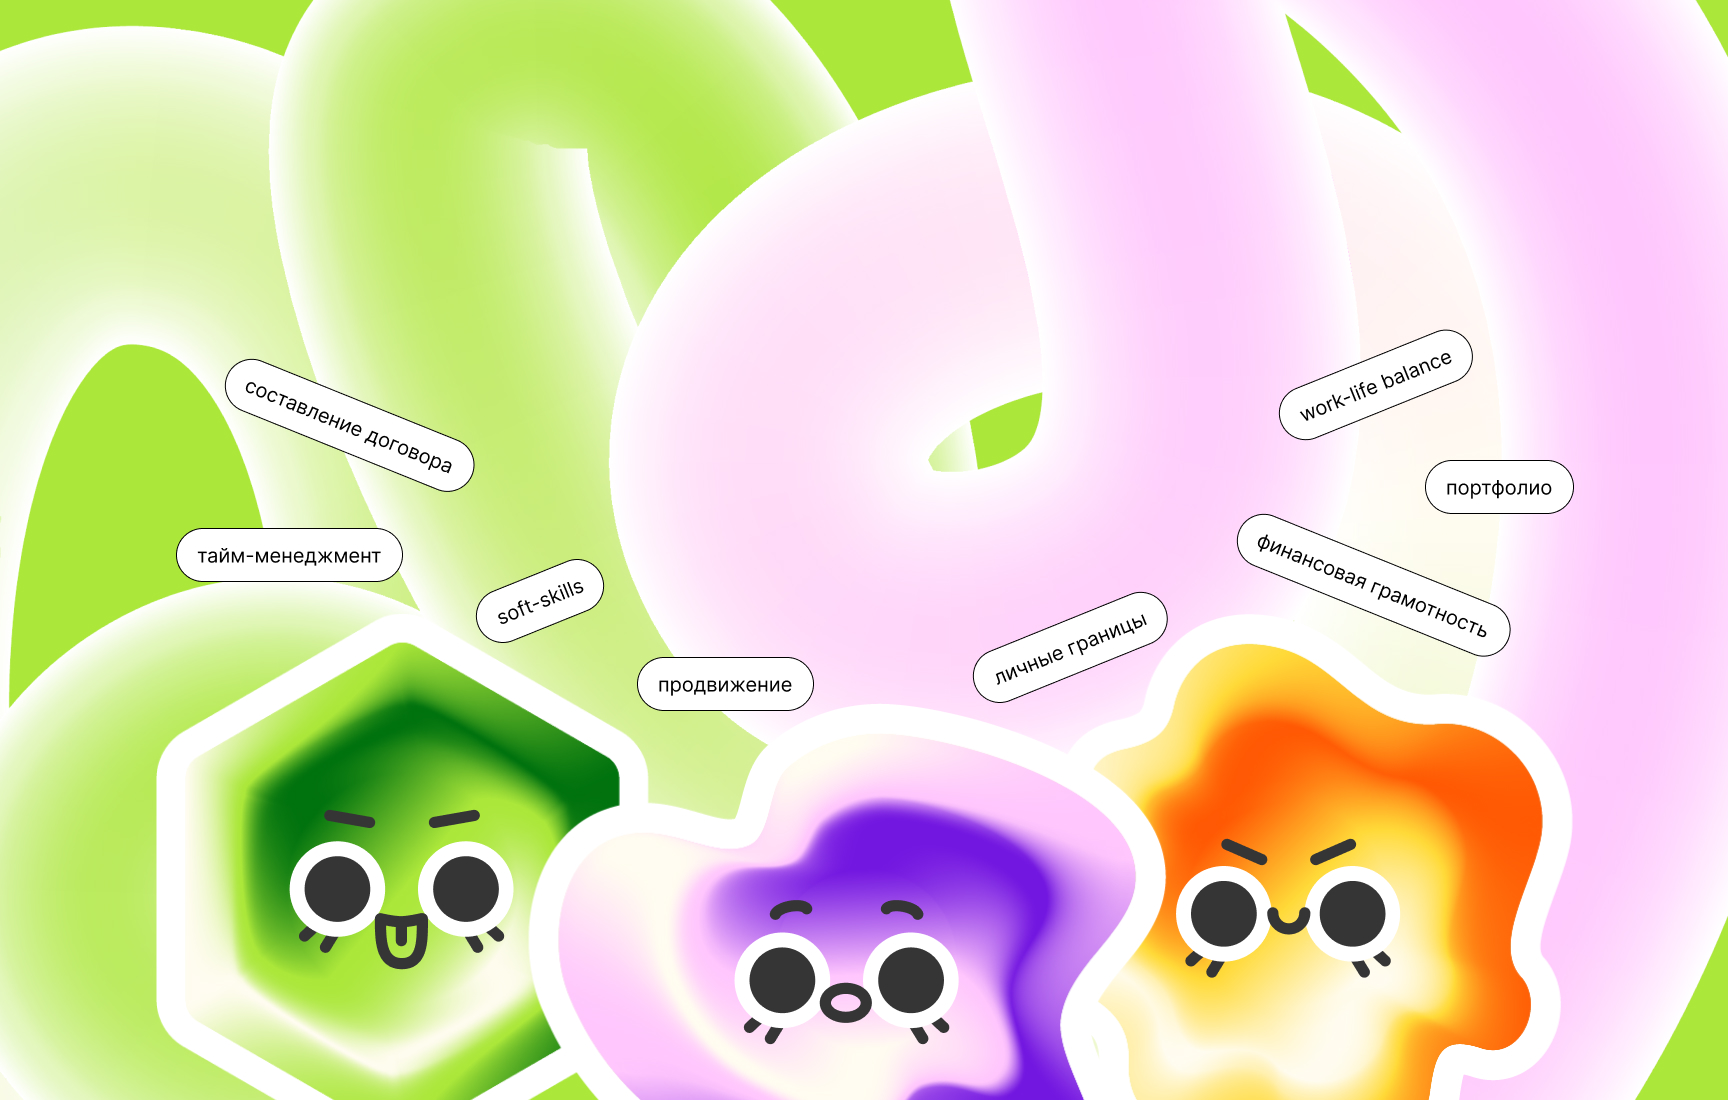 составление договора
work-life balance
портфолио
тайм-менеджмент
soft-skills
финансовая грамотность
личные границы
продвижение